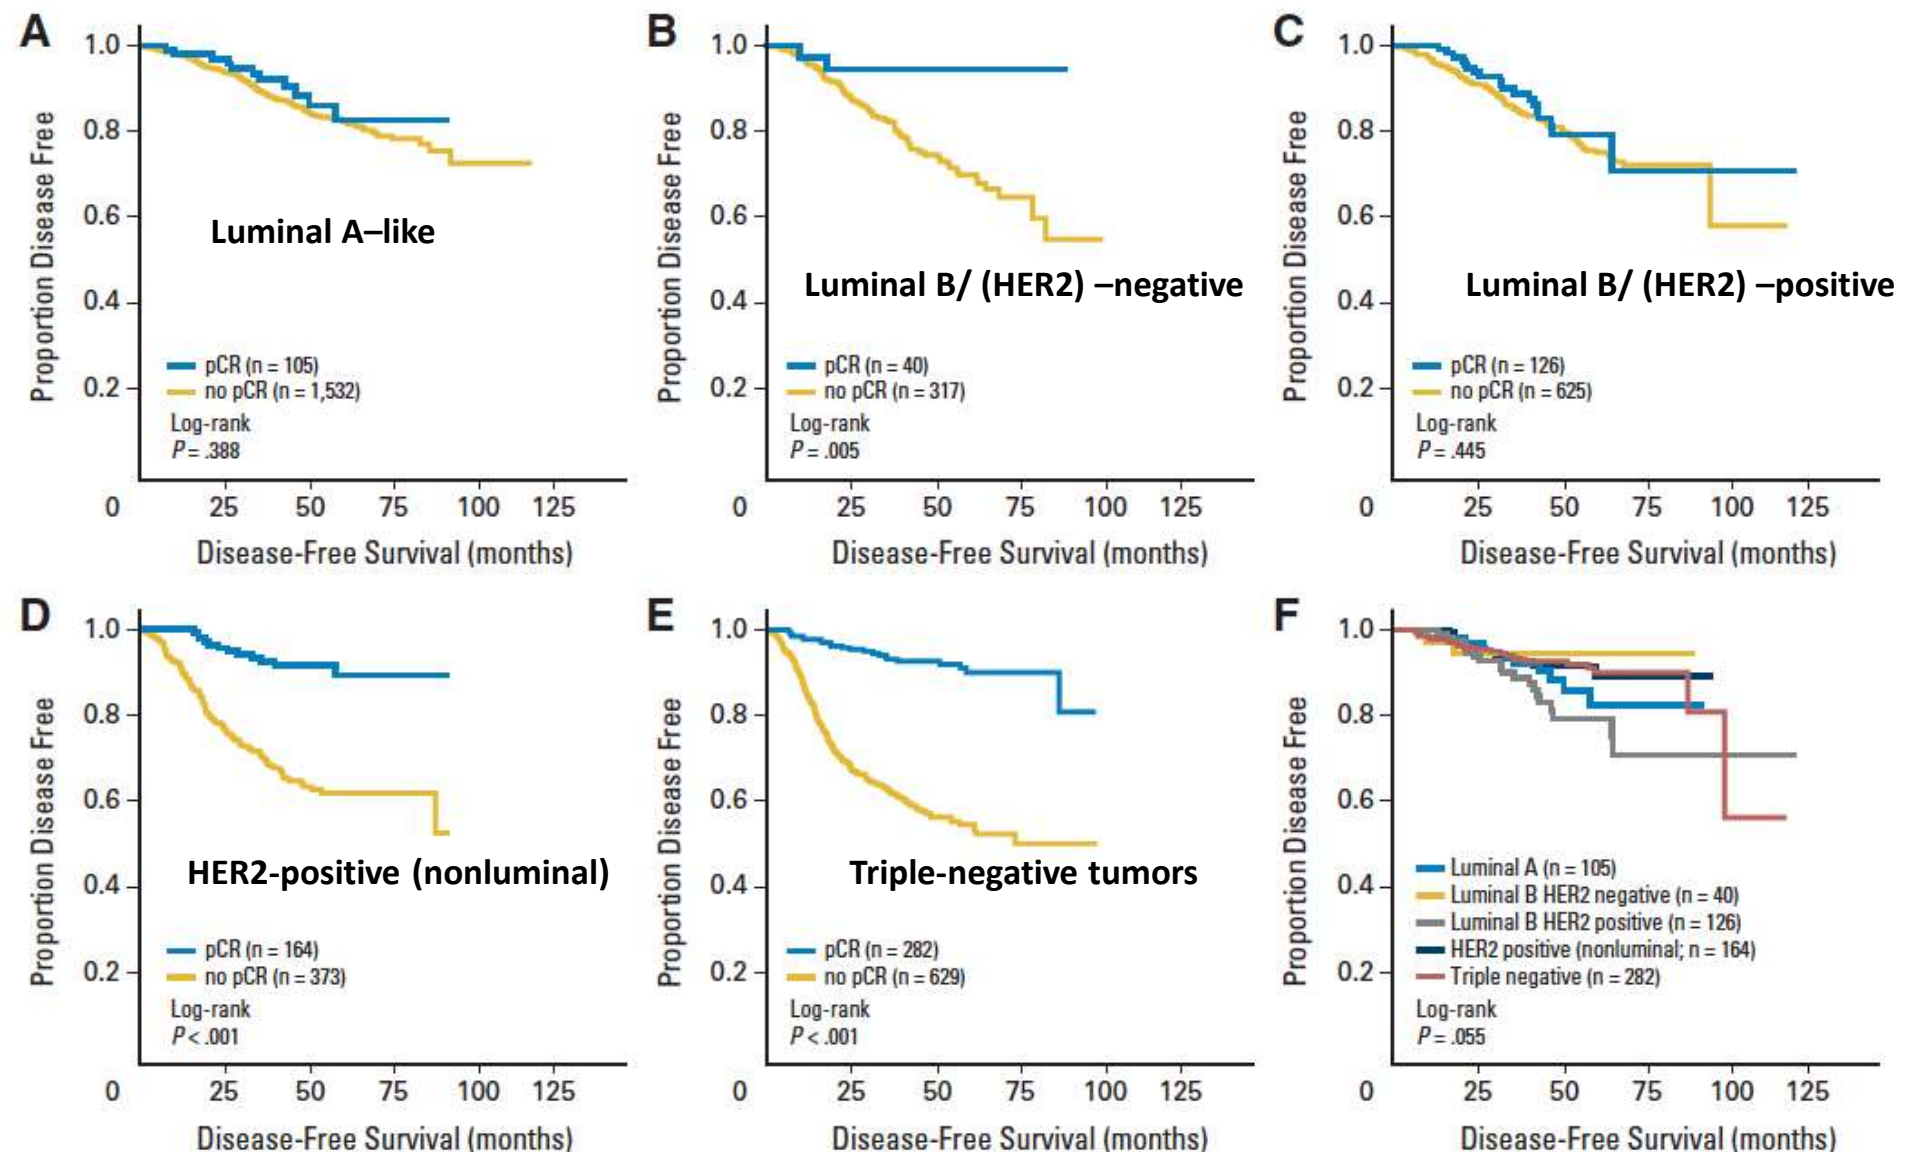 A
Proportion Disease Free
1.0
0.8
0.6
0.4
0.2
0
Luminal A–like
pCR (n = 105)
no pCR (n = 1,532)
Log-rank
P = .388
25 50 75 100 125
Disease-Free Survival (months)
B
Proportion Disease Free
1.0
0.8
0.6
0.4
0.2
0
Luminal B/ (HER2) –negative
pCR (n = 40)
no pCR (n = 317)
Log-rank
P = .005
25 50 75 100 125
Disease-Free Survival (months)
C
Proportion Disease Free
1.0
0.8
0.6
0.4
0.2
0
Luminal B/ (HER2) –positive
pCR (n = 126)
no pCR (n = 625)
Log-rank
P = .445
25 50 75 100 125
Disease-Free Survival (months)
D
Proportion Disease Free
1.0
0.8
0.6
0.4
0.2
0
HER2-positive (nonluminal)
pCR (n = 164)
no pCR (n = 373)
Log-rank
P < .001
25 50 75 100 125
Disease-Free Survival (months)
E
Proportion Disease Free
1.0
0.8
0.6
0.4
0.2
0
Triple-negative tumors
pCR (n = 282)
no pCR (n = 629)
Log-rank
P < .001
25 50 75 100 125
Disease-Free Survival (months)
F
Proportion Disease Free
1.0
0.8
0.6
0.4
0.2
0
Luminal A (n = 105)
Luminal B HER2 negative (n = 40)
Luminal B HER2 positive (n = 126)
HER2 positive (nonluminal; n = 164)
Triple negative (n = 282)
Log-rank
P = .055
25 50 75 100 125
Disease-Free Survival (months)